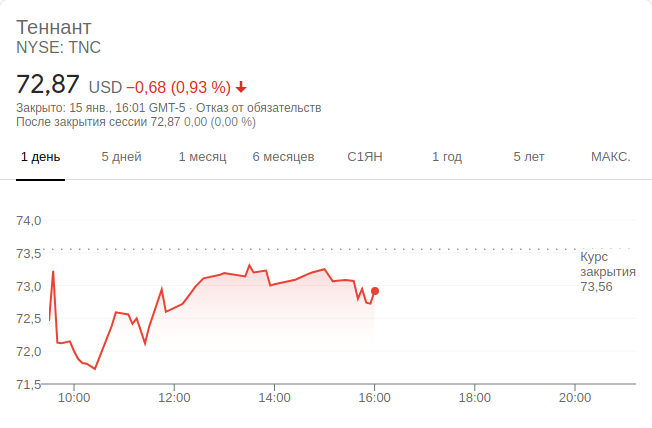 Теннант
NYSE: TNC
72,87 USD −0,68 (0,93 %)
Закрыто: 15 янв., 16:01 GMT-5 · Отказ от обязательств
После закрытия сессии 72,87 0,00 (0,00 %)
1 день 5 дней 1 месяц 6 месяцев С1ЯН 1 год 5 лет МАКС.
74,0
73,5
Курс
закрытия
73,56
73,0
72,5
72,0
71,5
10:00 12:00 14:00 16:00 18:00 20:00